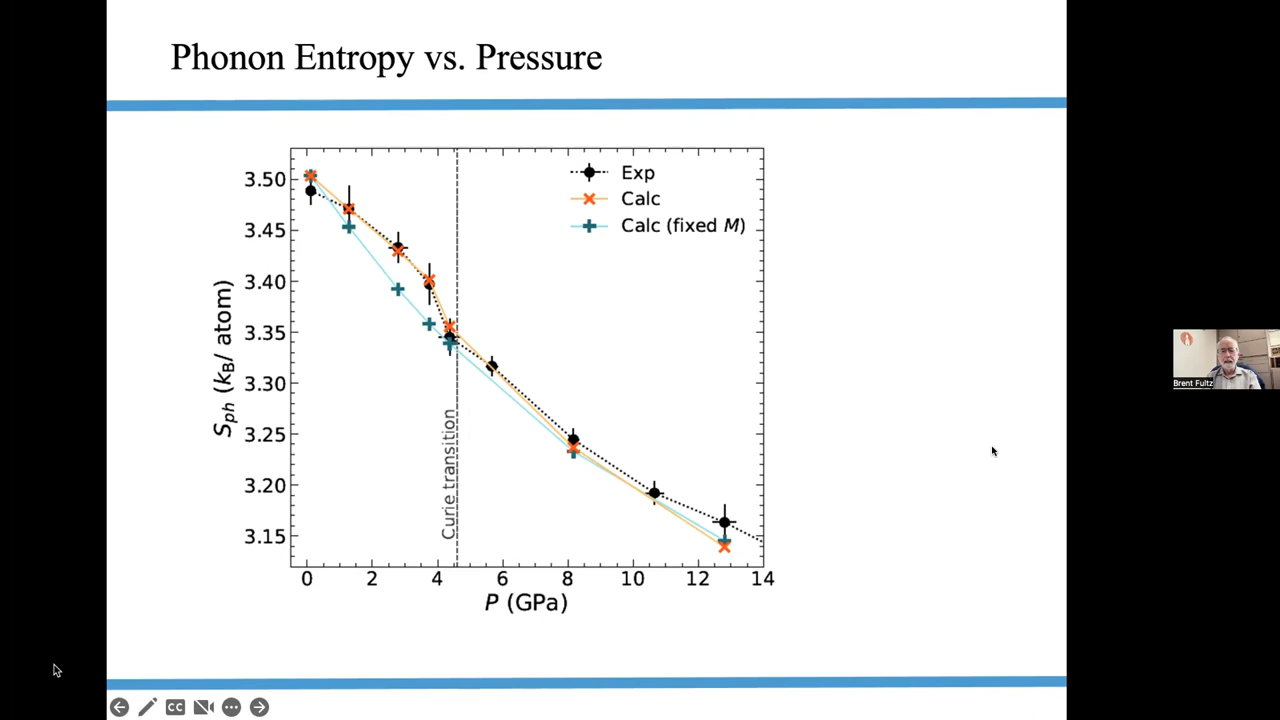 Phonon Entropy vs. Pressure
Exp
Calc
Calc (fixed M)
3.50
3.45
3.40
3.35
3.30
3.25
3.20
3.15
S_ph (k_B/ atom)
Curie transition
0 2 4 6 8 10 12 14
P (GPa)
Brent Fultz
CC